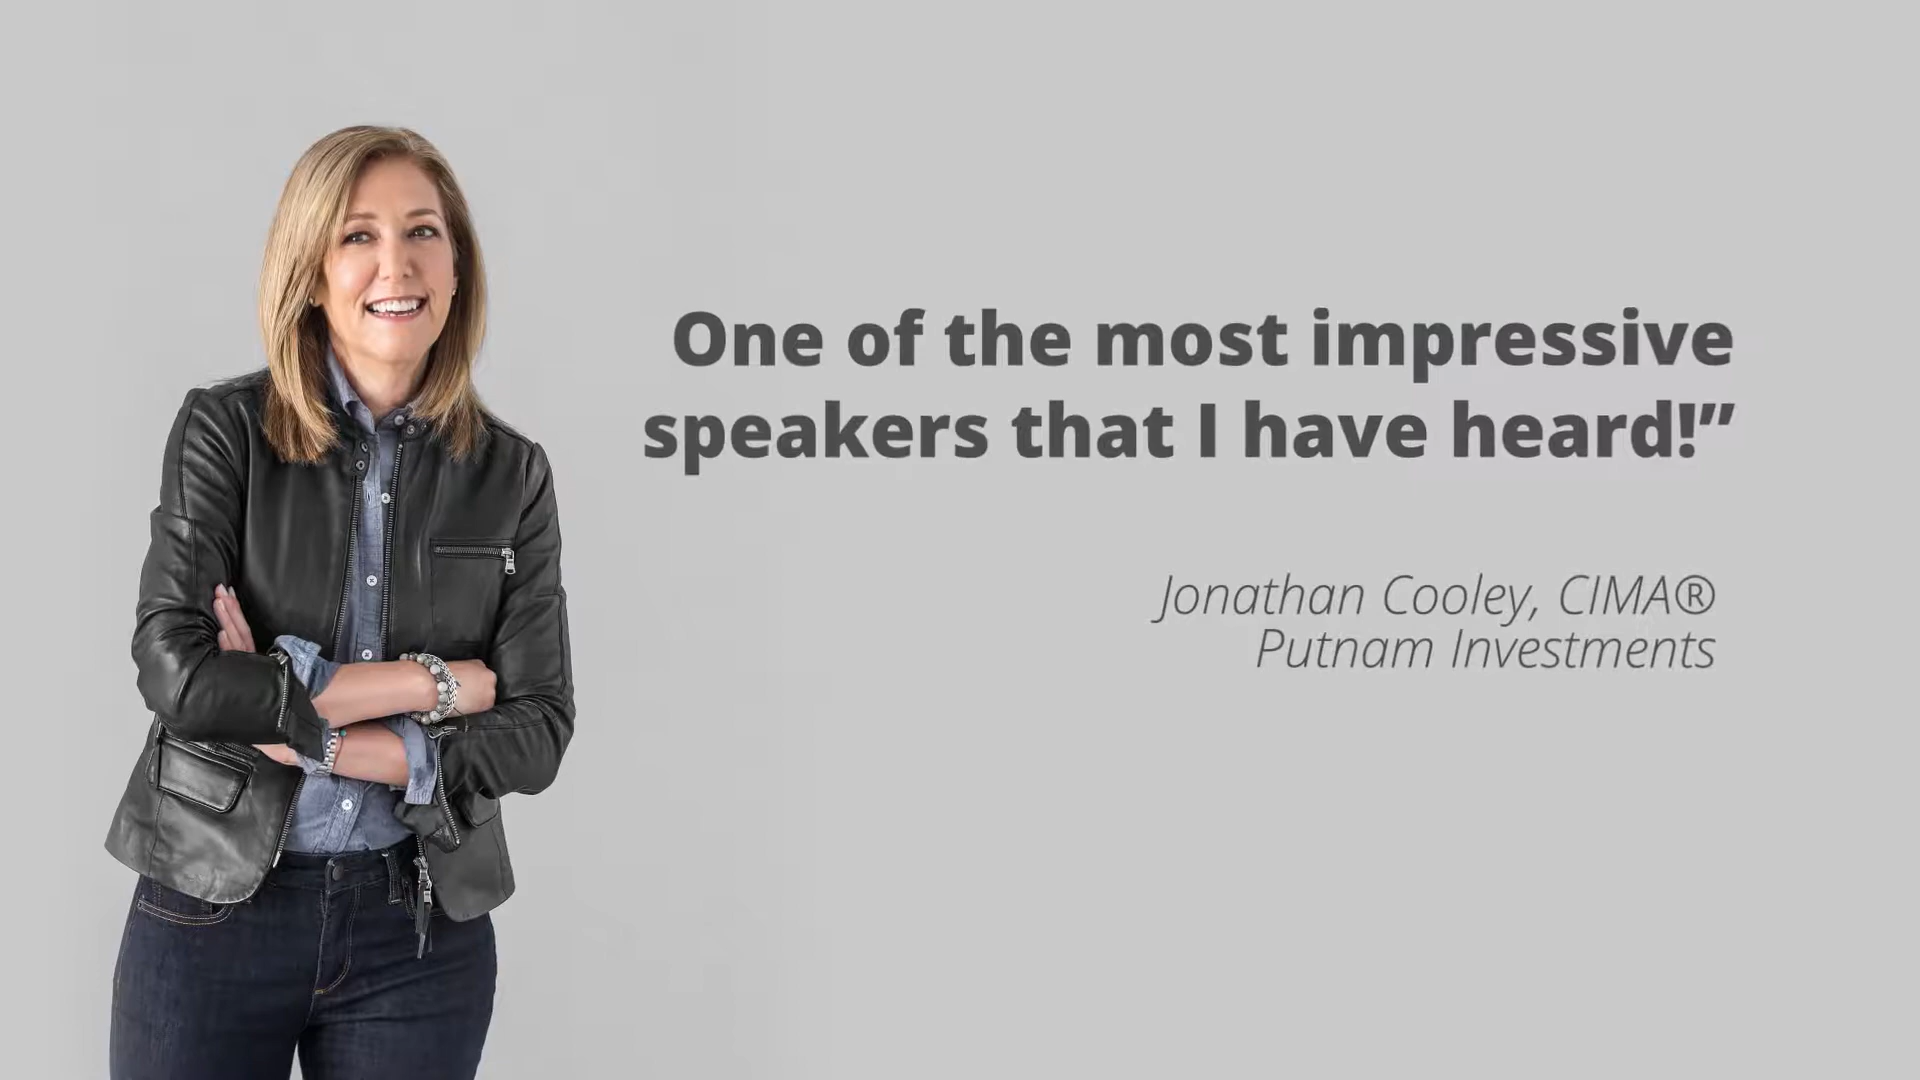 One of the most impressive
speakers that I have heard!”
Jonathan Cooley, CIMA®
Putnam Investments